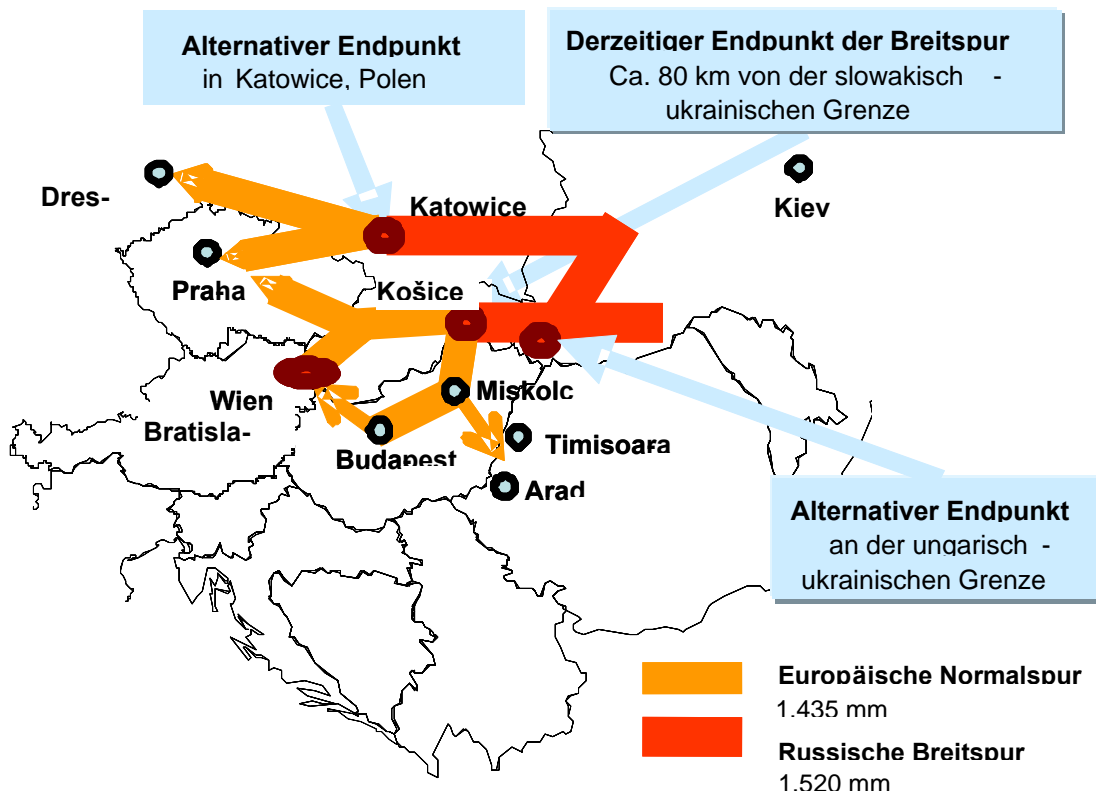 Alternativer Endpunkt
in Katowice, Polen
Derzeitiger Endpunkt der Breitspur
Ca. 80 km von der slowakisch -
ukrainischen Grenze
Dres-
Katowice
Kiev
Praha
Košice
Wien
Bratisla-
Miskolc
Budapest
Timisoara
Arad
Alternativer Endpunkt
an der ungarisch -
ukrainischen Grenze
Europäische Normalspur
1.435 mm
Russische Breitspur
1.520 mm